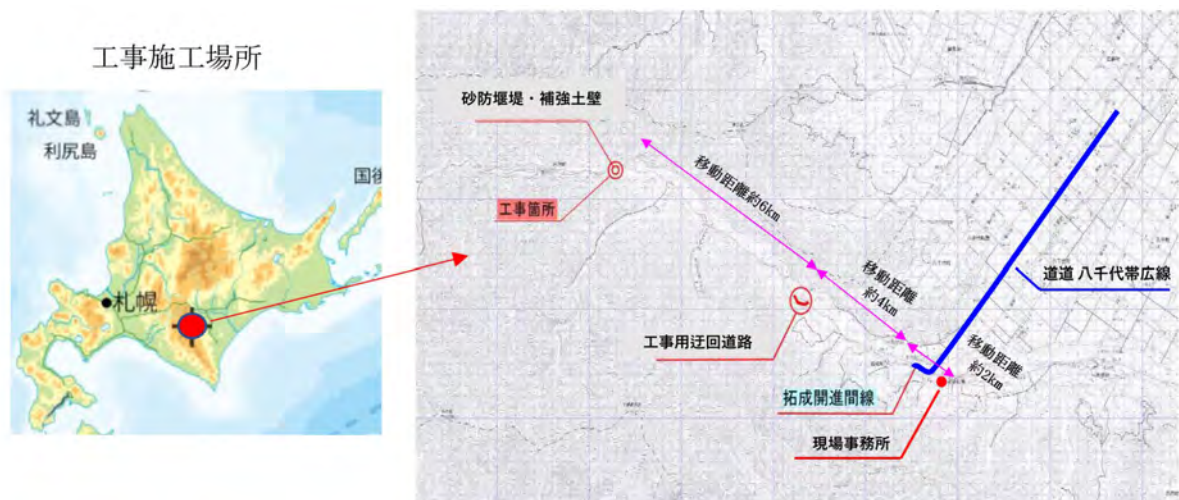 工事施工場所
礼文島
利尻島
国後
札幌
砂防堰堤・補強土壁
工事箇所
移動距離約6km
移動距離
約4km
移動距離
約2km
工事用迂回道路
道道 八千代帯広線
拓成開進間線
現場事務所